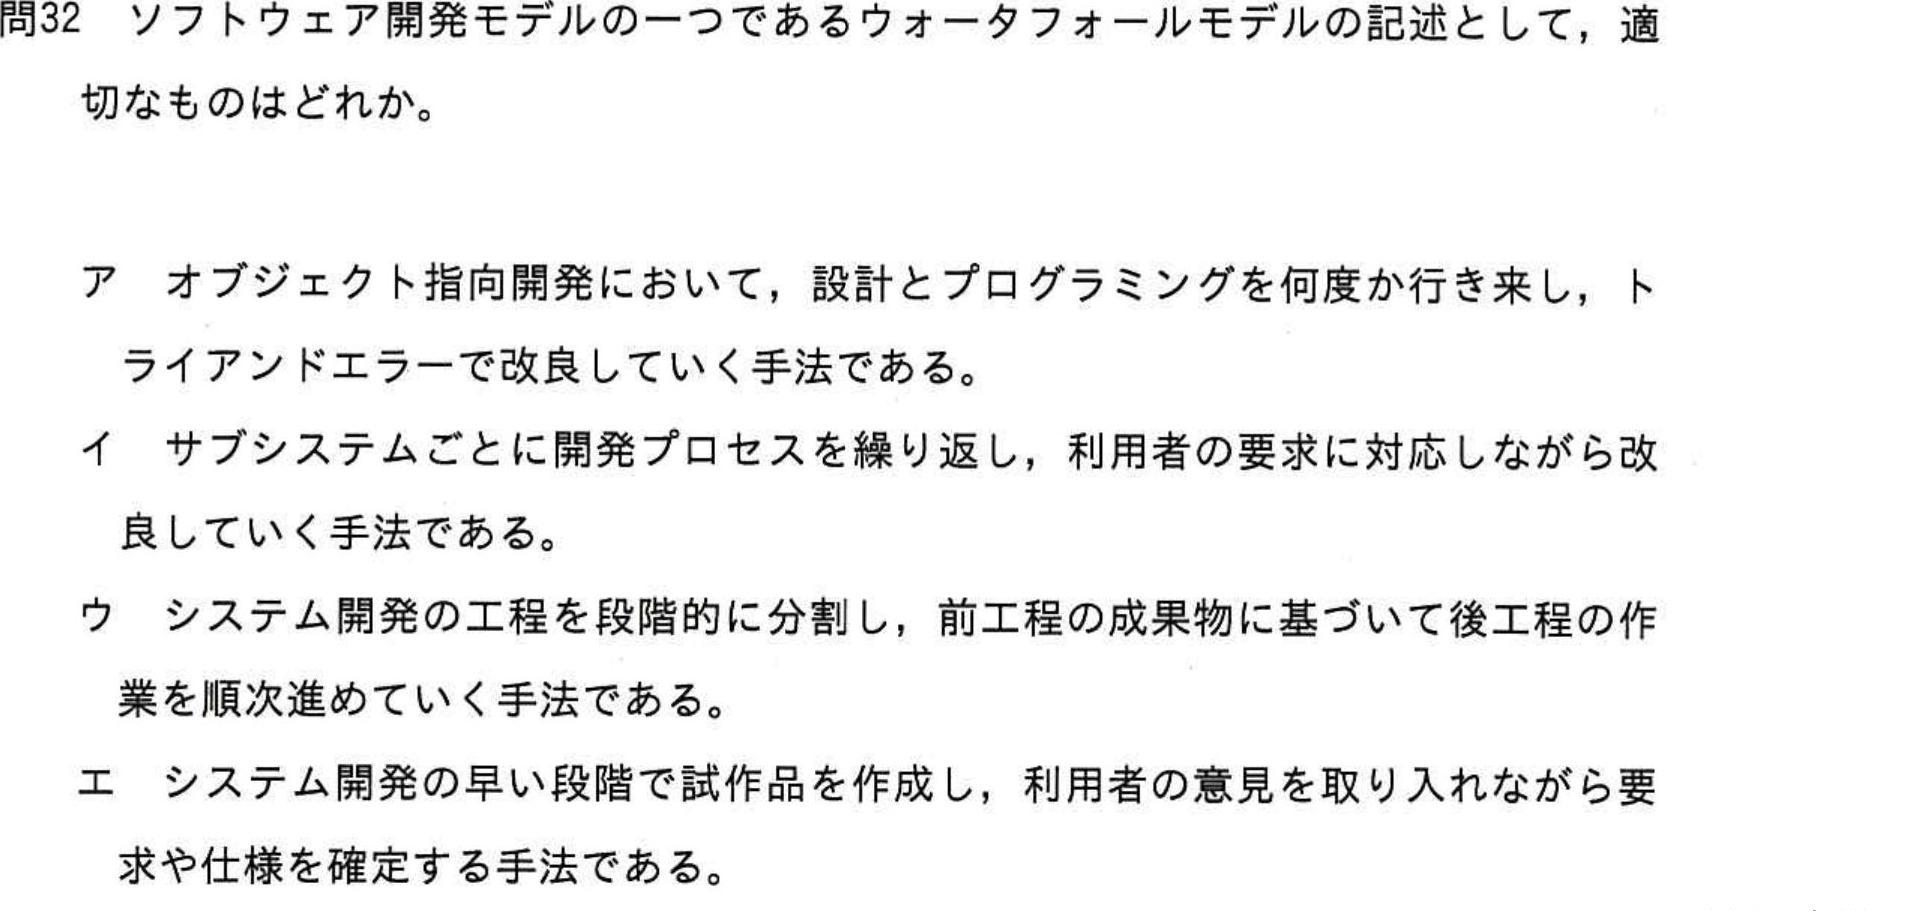 問32　ソフトウェア開発モデルの一つであるウォータフォールモデルの記述として，適
切なものはどれか。
ア　オブジェクト指向開発において，設計とプログラミングを何度か行き来し，ト
ライアンドエラーで改良していく手法である。
イ　サブシステムごとに開発プロセスを繰り返し，利用者の要求に対応しながら改
良していく手法である。
ウ　システム開発の工程を段階的に分割し，前工程の成果物に基づいて後工程の作
業を順次進めていく手法である。
エ　システム開発の早い段階で試作品を作成し，利用者の意見を取り入れながら要
求や仕様を確定する手法である。